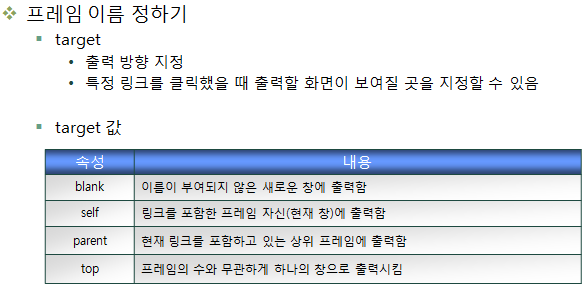 프레임 이름 정하기
target
출력 방향 지정
특정 링크를 클릭했을 때 출력할 화면이 보여질 곳을 지정할 수 있음
target 값
속성 내용
blank 이름이 부여되지 않은 새로운 창에 출력함
self 링크를 포함한 프레임 자신(현재 창)에 출력함
parent 현재 링크를 포함하고 있는 상위 프레임에 출력함
top 프레임의 수와 무관하게 하나의 창으로 출력시킴